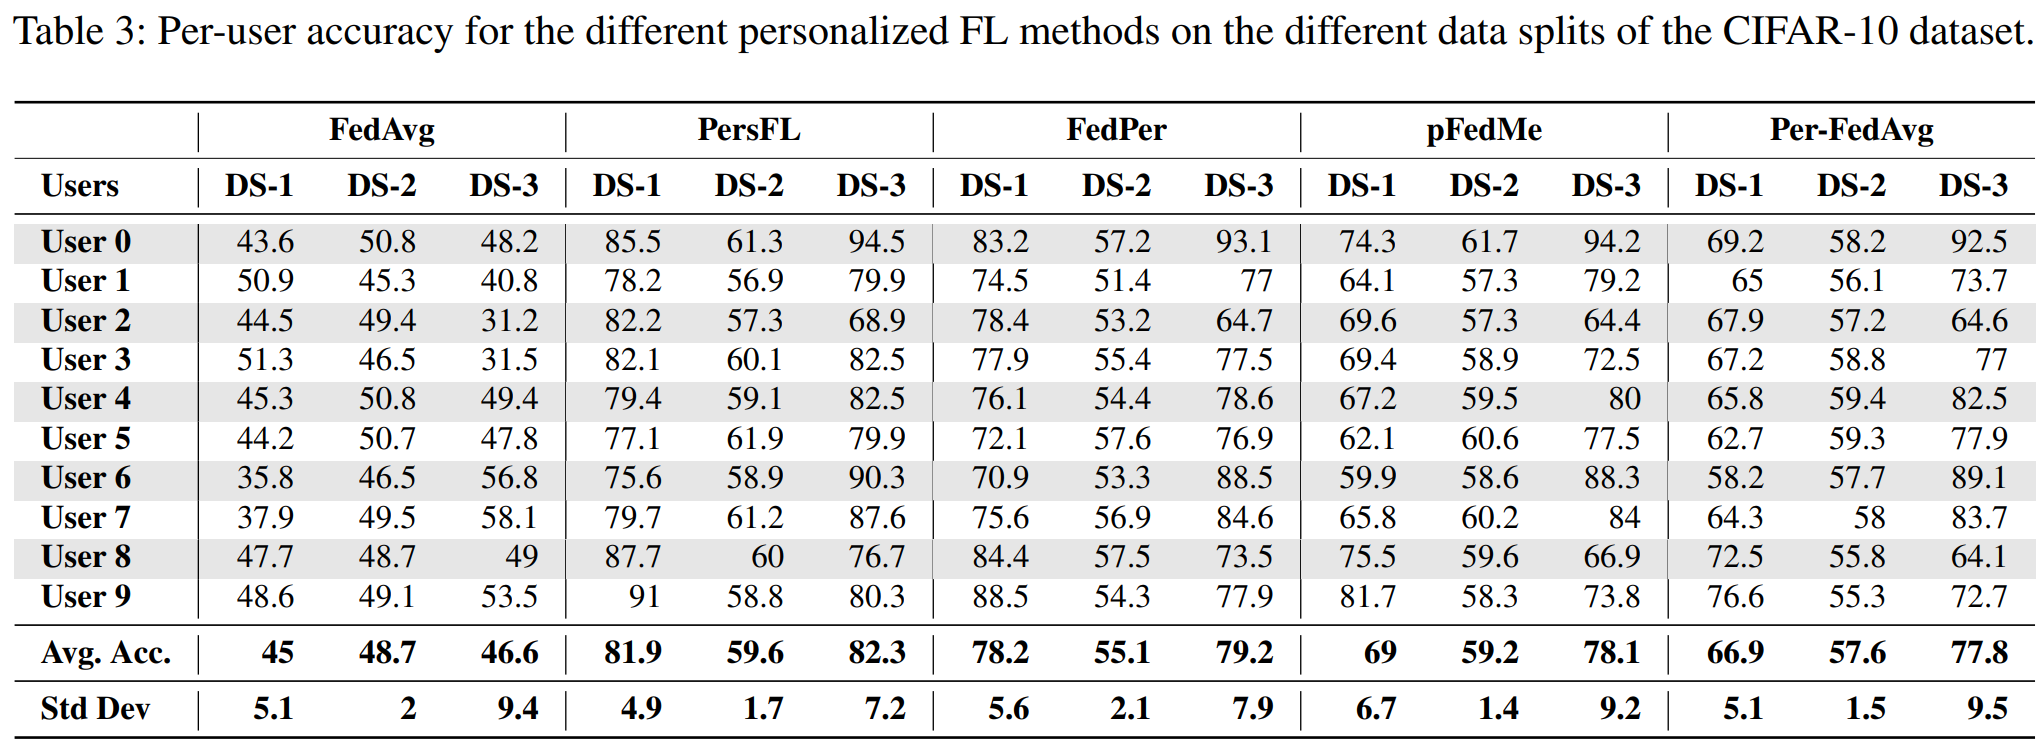 Table 3: Per-user accuracy for the different personalized FL methods on the different data splits of the CIFAR-10 dataset.
FedAvg PersFL FedPer pFedMe Per-FedAvg
Users DS-1 DS-2 DS-3 DS-1 DS-2 DS-3 DS-1 DS-2 DS-3 DS-1 DS-2 DS-3 DS-1 DS-2 DS-3
User 0 43.6 50.8 48.2 85.5 61.3 94.5 83.2 57.2 93.1 74.3 61.7 94.2 69.2 58.2 92.5
User 1 50.9 45.3 40.8 78.2 56.9 79.9 74.5 51.4 77 64.1 57.3 79.2 65 56.1 73.7
User 2 44.5 49.4 31.2 82.2 57.3 68.9 78.4 53.2 64.7 69.6 57.3 64.4 67.9 57.2 64.6
User 3 51.3 46.5 31.5 82.1 60.1 82.5 77.9 55.4 77.5 69.4 58.9 72.5 67.2 58.8 77
User 4 45.3 50.8 49.4 79.4 59.1 82.5 76.1 54.4 78.6 67.2 59.5 80 65.8 59.4 82.5
User 5 44.2 50.7 47.8 77.1 61.9 79.9 72.1 57.6 76.9 62.1 60.6 77.5 62.7 59.3 77.9
User 6 35.8 46.5 56.8 75.6 58.9 90.3 70.9 53.3 88.5 59.9 58.6 88.3 58.2 57.7 89.1
User 7 37.9 49.5 58.1 79.7 61.2 87.6 75.6 56.9 84.6 65.8 60.2 84 64.3 58 83.7
User 8 47.7 48.7 49 87.7 60 76.7 84.4 57.5 73.5 75.5 59.6 66.9 72.5 55.8 64.1
User 9 48.6 49.1 53.5 91 58.8 80.3 88.5 54.3 77.9 81.7 58.3 73.8 76.6 55.3 72.7
Avg. Acc. 45 48.7 46.6 81.9 59.6 82.3 78.2 55.1 79.2 69 59.2 78.1 66.9 57.6 77.8
Std Dev 5.1 2 9.4 4.9 1.7 7.2 5.6 2.1 7.9 6.7 1.4 9.2 5.1 1.5 9.5